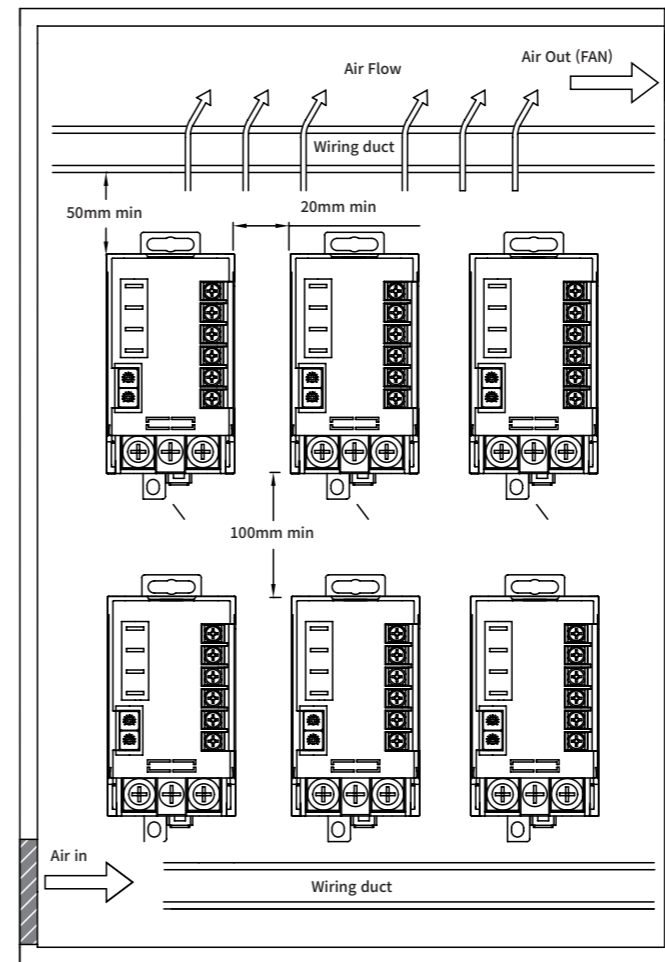 Air Out (FAN)
Air Flow
Wiring duct
50mm min
20mm min
100mm min
Air in
Wiring duct